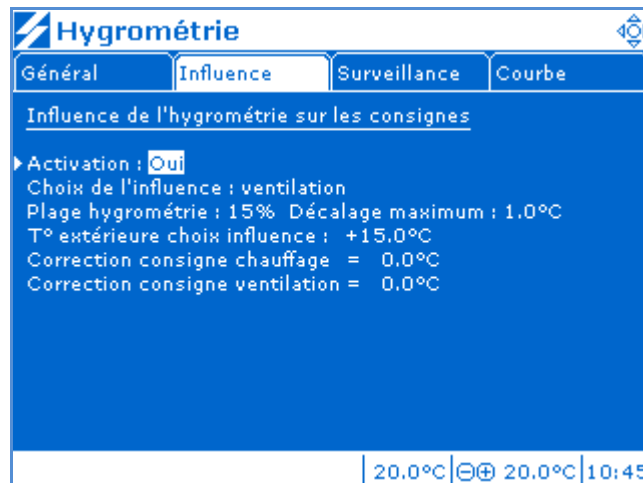 Hygrométrie
Général Influence Surveillance Courbe
Influence de l'hygrométrie sur les consignes
Activation : Oui
Choix de l'influence : ventilation
Plage hygrométrie : 15% Décalage maximum : 1.0°C
T° extérieure choix influence : +15.0°C
Correction consigne chauffage = 0.0°C
Correction consigne ventilation = 0.0°C
20.0°C ⊖⊕ 20.0°C 10:45